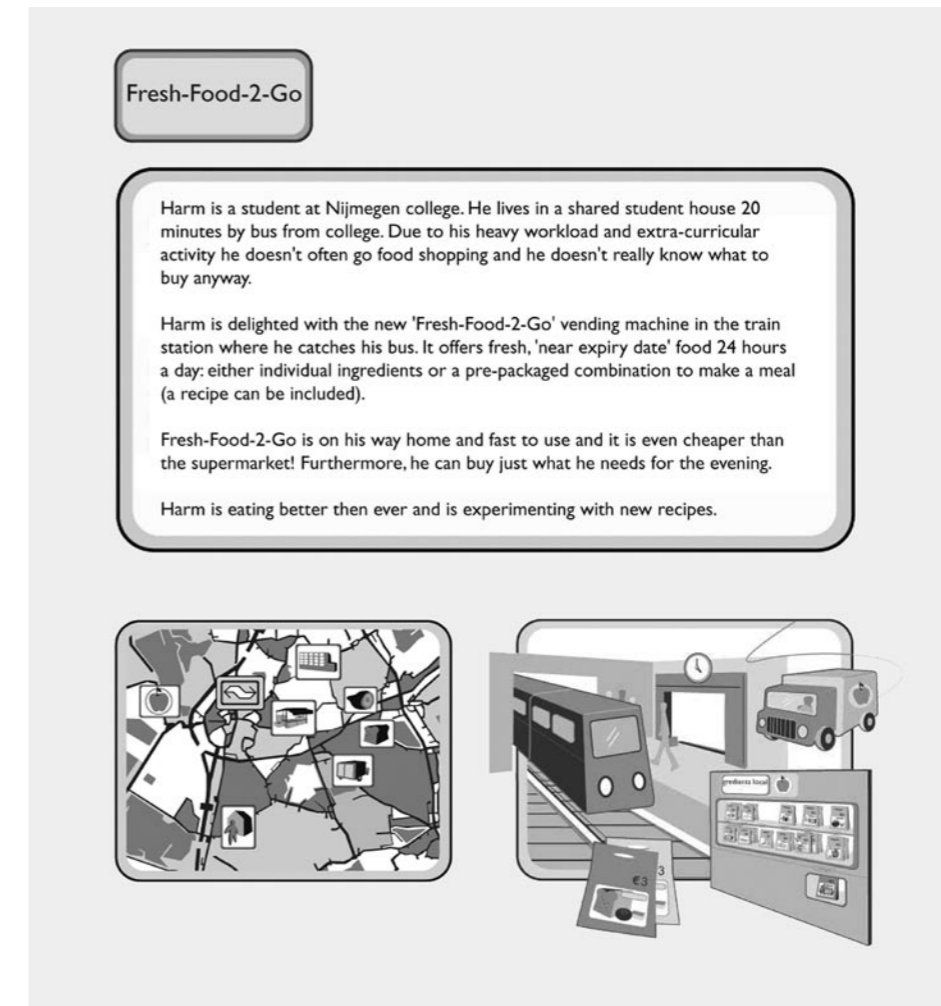 Fresh-Food-2-Go
Harm is a student at Nijmegen college. He lives in a shared student house 20
minutes by bus from college. Due to his heavy workload and extra-curricular
activity he doesn't often go food shopping and he doesn't really know what to
buy anyway.
Harm is delighted with the new 'Fresh-Food-2-Go' vending machine in the train
station where he catches his bus. It offers fresh, 'near expiry date' food 24 hours
a day: either individual ingredients or a pre-packaged combination to make a meal
(a recipe can be included).
Fresh-Food-2-Go is on his way home and fast to use and it is even cheaper than
the supermarket! Furthermore, he can buy just what he needs for the evening.
Harm is eating better then ever and is experimenting with new recipes.
gredients local
3
€3